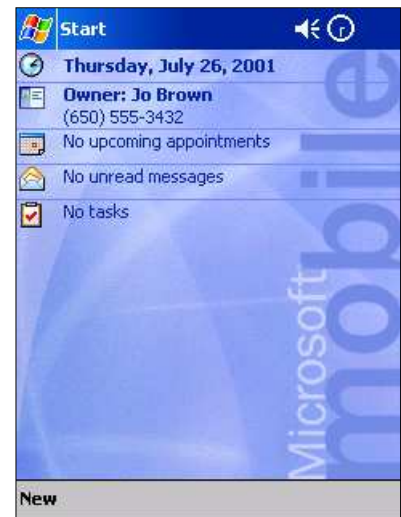 Start
Thursday, July 26, 2001
Owner: Jo Brown
(650) 555-3432
No upcoming appointments
No unread messages
No tasks
Microsoft
mobile
New